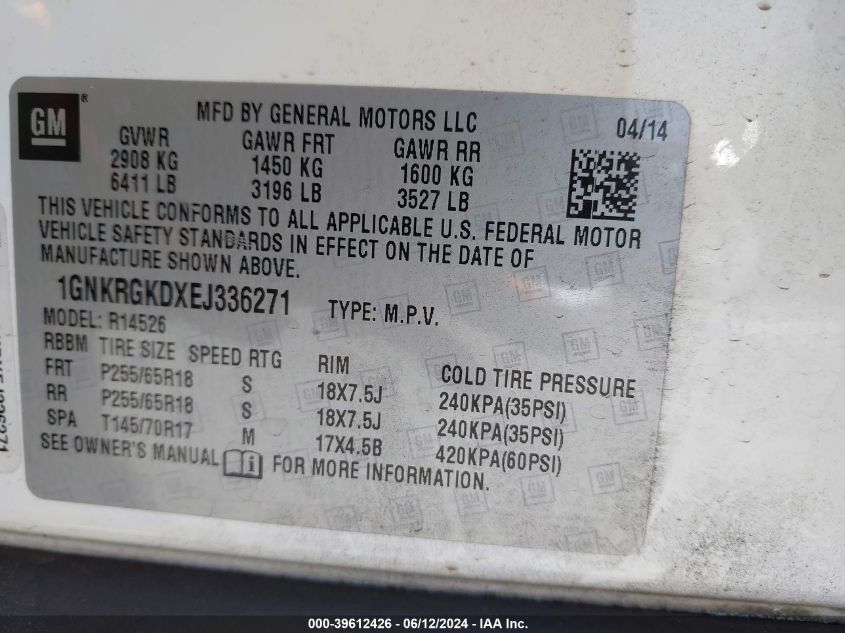 GM ®
MFD BY GENERAL MOTORS LLC
04/14
GVWR GAWR FRT GAWR RR
2908 KG 1450 KG 1600 KG
6411 LB 3196 LB 3527 LB
THIS VEHICLE CONFORMS TO ALL APPLICABLE U.S. FEDERAL MOTOR
VEHICLE SAFETY STANDARDS IN EFFECT ON THE DATE OF
MANUFACTURE SHOWN ABOVE.
1GNKRGKDXEJ336271 TYPE: M.P.V.
MODEL: R14526
RBBM TIRE SIZE SPEED RTG RIM COLD TIRE PRESSURE
FRT P255/65R18 S 18X7.5J 240KPA(35PSI)
RR P255/65R18 S 18X7.5J 240KPA(35PSI)
SPA T145/70R17 M 17X4.5B 420KPA(60PSI)
SEE OWNER'S MANUAL FOR MORE INFORMATION.
000-39612426 - 06/12/2024 - IAA Inc.